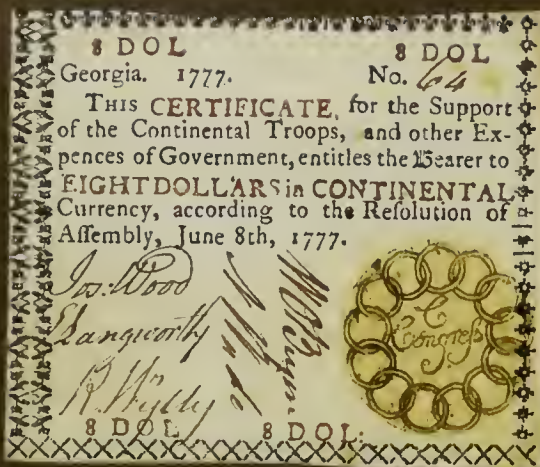 8 DOL 8 DOL
Georgia. 1777. No. 64
THIS CERTIFICATE, for the Support
of the Continental Troops, and other Ex-
pences of Government, entitles the Bearer to
EIGHT DOLLARS in CONTINENTAL
Currency, according to the Reſolution of
Aſſembly, June 8th, 1777.
Jos: Wood
Langworthy
R. Wylly
C
Congreſs
8 DOL 8 DOL: